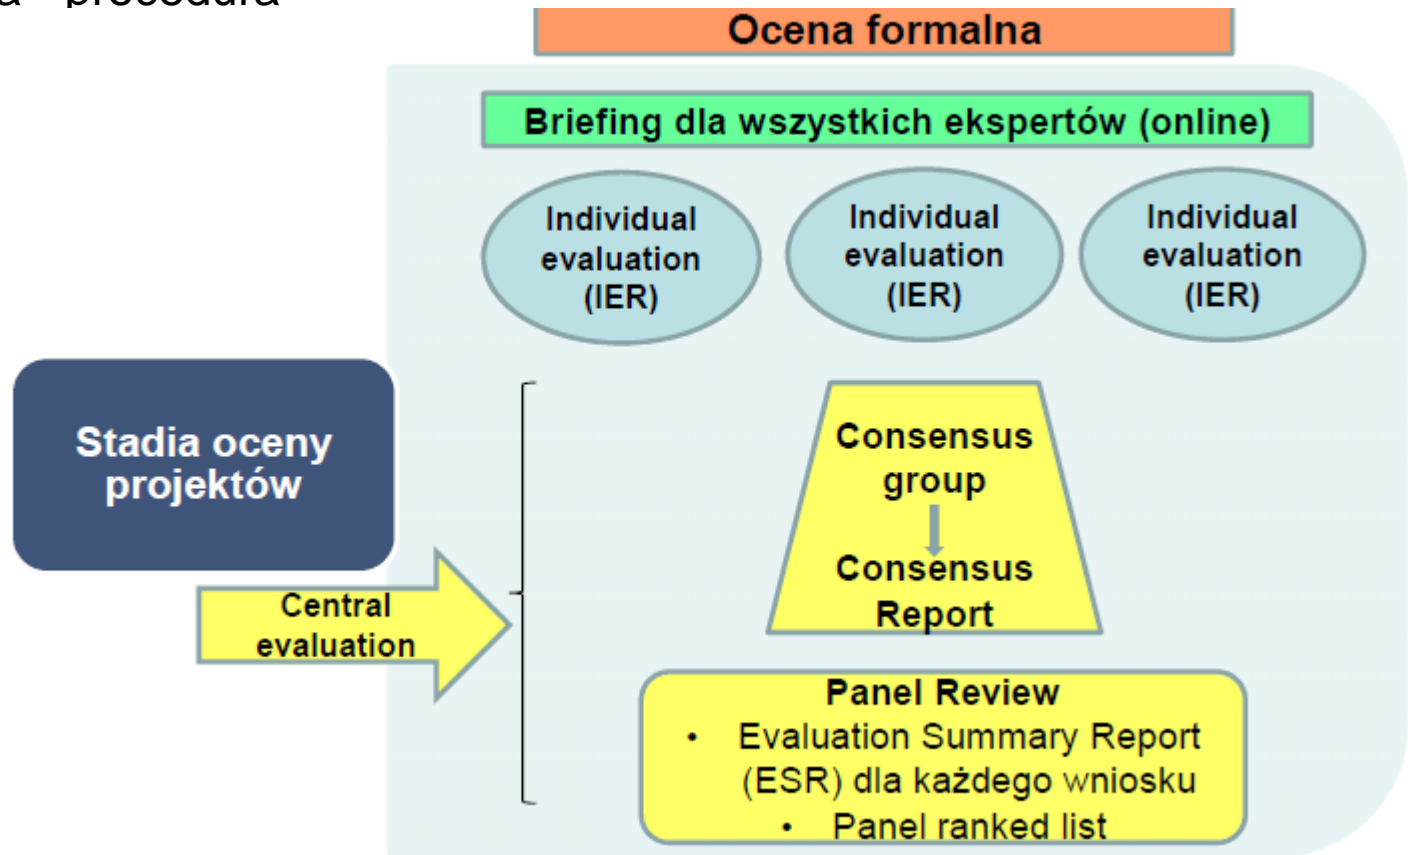 procedura
Ocena formalna
Briefing dla wszystkich ekspertów (online)
Individual
evaluation
(IER)
Individual
evaluation
(IER)
Individual
evaluation
(IER)
Stadia oceny
projektów
Central
evaluation
Consensus
group
Consensus
Report
Panel Review
• Evaluation Summary Report
(ESR) dla każdego wniosku
• Panel ranked list